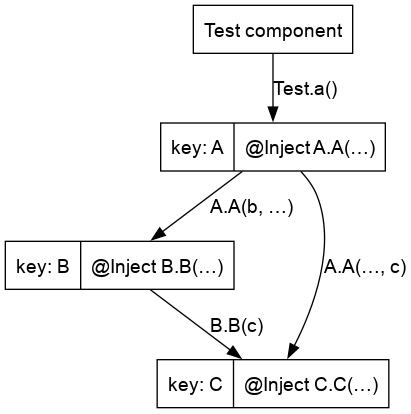 Test component
Test.a()
key: A @Inject A.A(…)
A.A(b, …)
key: B @Inject B.B(…)
A.A(…, c)
B.B(c)
key: C @Inject C.C(…)